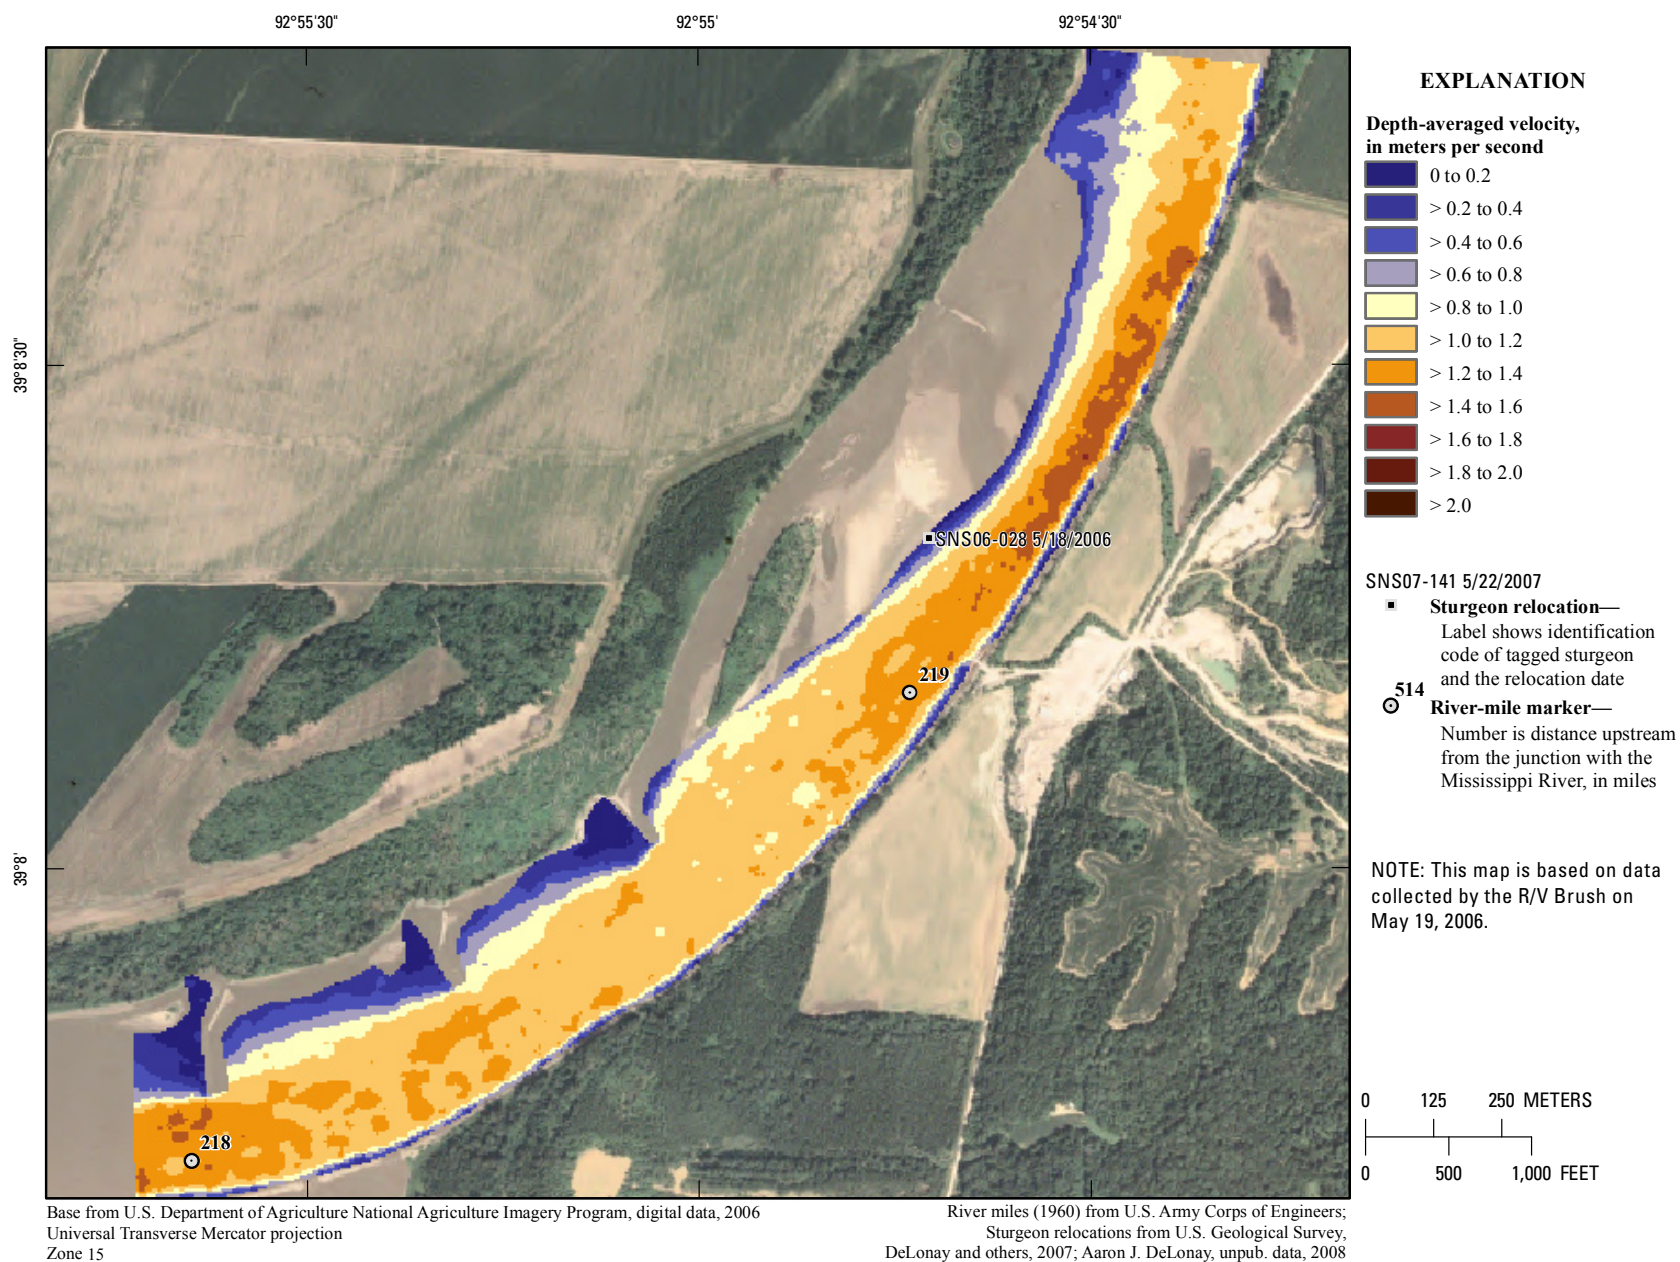 92°55'30"
92°55'
92°54'30"
39°8'30"
39°8'
SNS06-028 5/18/2006
219
218
EXPLANATION
Depth-averaged velocity,
in meters per second
0 to 0.2
> 0.2 to 0.4
> 0.4 to 0.6
> 0.6 to 0.8
> 0.8 to 1.0
> 1.0 to 1.2
> 1.2 to 1.4
> 1.4 to 1.6
> 1.6 to 1.8
> 1.8 to 2.0
> 2.0
SNS07-141 5/22/2007
Sturgeon relocation—
Label shows identification
code of tagged sturgeon
and the relocation date
514
River-mile marker—
Number is distance upstream
from the junction with the
Mississippi River, in miles
NOTE: This map is based on data
collected by the R/V Brush on
May 19, 2006.
0 125 250 METERS
0 500 1,000 FEET
Base from U.S. Department of Agriculture National Agriculture Imagery Program, digital data, 2006
Universal Transverse Mercator projection
Zone 15
River miles (1960) from U.S. Army Corps of Engineers;
Sturgeon relocations from U.S. Geological Survey,
DeLonay and others, 2007; Aaron J. DeLonay, unpub. data, 2008